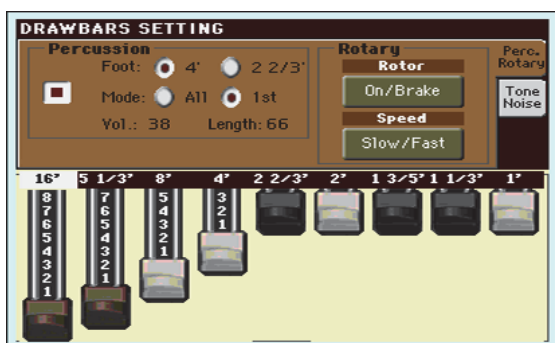 DRAWBARS SETTING
Percussion
Foot: 4' 2 2/3'
Mode: All 1st
Vol.: 38 Length: 66
Rotary
Rotor
On/Brake
Speed
Slow/Fast
Perc.
Rotary
Tone
Noise
16' 5 1/3' 8' 4' 2 2/3' 2' 1 3/5' 1 1/3' 1'
8 7 5 3
7 6 4 2
6 5 3 1
5 4 2
4 3 1
3 2
2 1
1